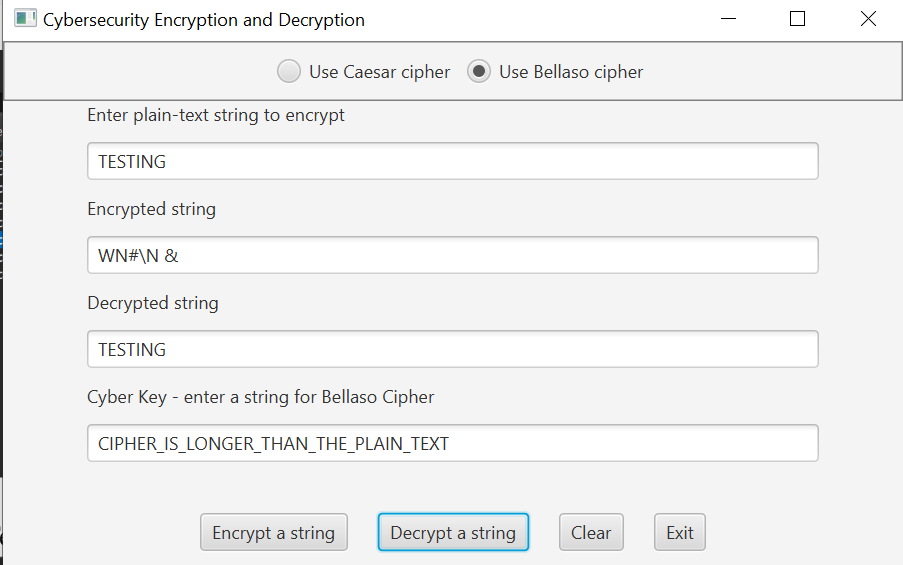 Cybersecurity Encryption and Decryption
Use Caesar cipher Use Bellaso cipher
Enter plain-text string to encrypt
TESTING
Encrypted string
WN#\N &
Decrypted string
TESTING
Cyber Key - enter a string for Bellaso Cipher
CIPHER_IS_LONGER_THAN_THE_PLAIN_TEXT
Encrypt a string Decrypt a string Clear Exit